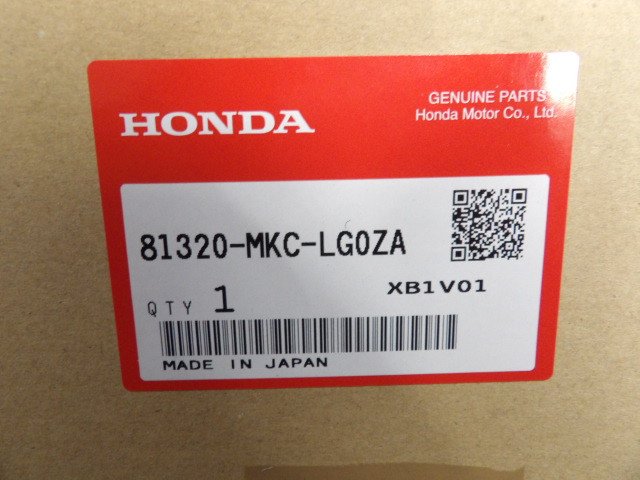 HONDA
GENUINE PARTS
Honda Motor Co., Ltd.
81320-MKC-LG0ZA
QTY 1
XB1V01
MADE IN JAPAN